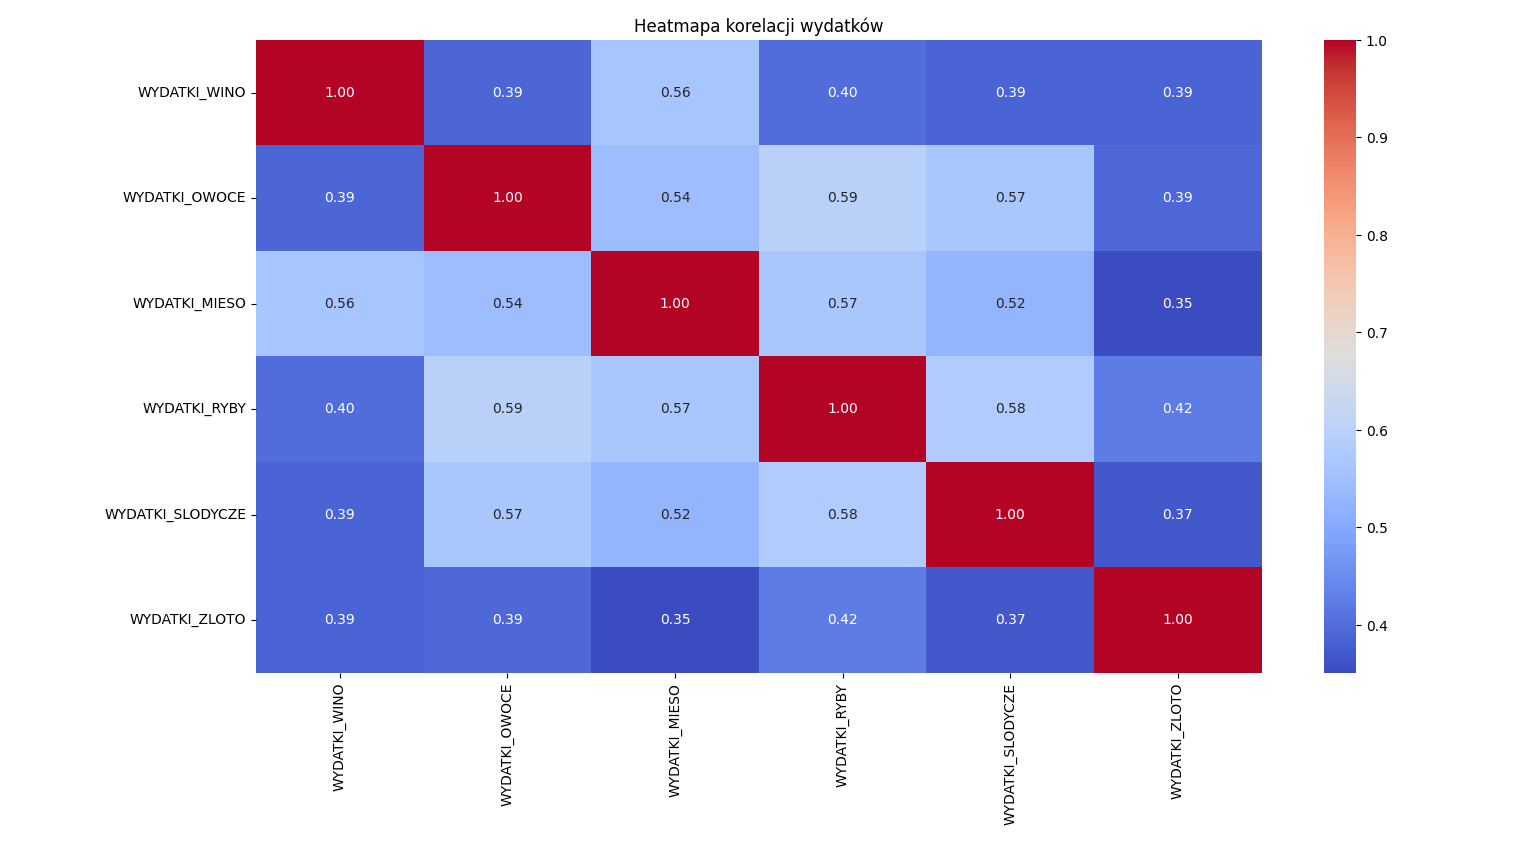 Heatmapa korelacji wydatków
WYDATKI_WINO 1.00 0.39 0.56 0.40 0.39 0.39
WYDATKI_OWOCE 0.39 1.00 0.54 0.59 0.57 0.39
WYDATKI_MIESO 0.56 0.54 1.00 0.57 0.52 0.35
WYDATKI_RYBY 0.40 0.59 0.57 1.00 0.58 0.42
WYDATKI_SLODYCZE 0.39 0.57 0.52 0.58 1.00 0.37
WYDATKI_ZLOTO 0.39 0.39 0.35 0.42 0.37 1.00
WYDATKI_WINO
WYDATKI_OWOCE
WYDATKI_MIESO
WYDATKI_RYBY
WYDATKI_SLODYCZE
WYDATKI_ZLOTO
1.0
0.9
0.8
0.7
0.6
0.5
0.4